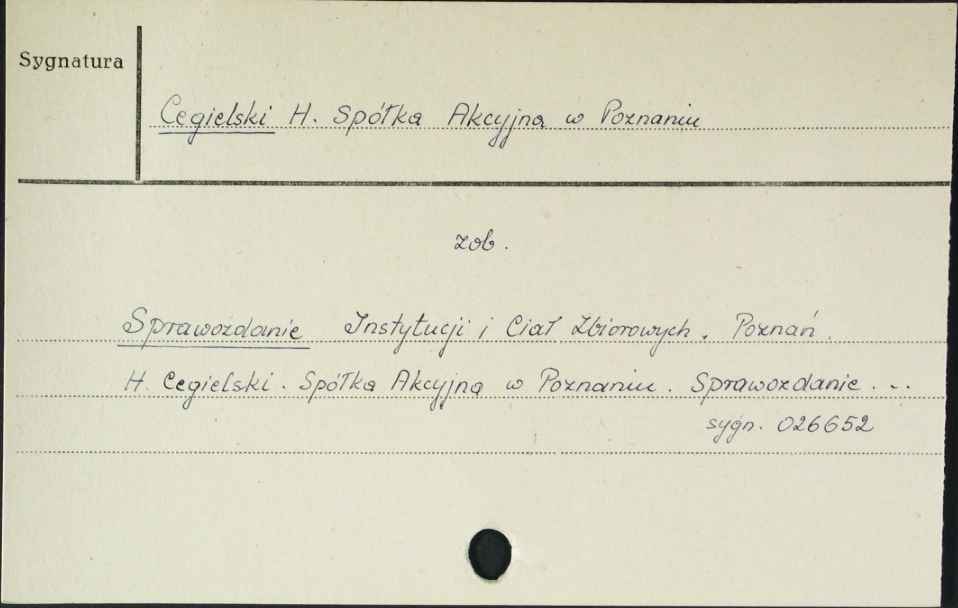 Sygnatura
Cegielski H. Spółka Akcyjna w Poznaniu
zob.
Sprawozdanie Instytucji i Ciał Zbiorowych. Poznań.
H. Cegielski. Spółka Akcyjna w Poznaniu. Sprawozdanie...
sygn. 026652